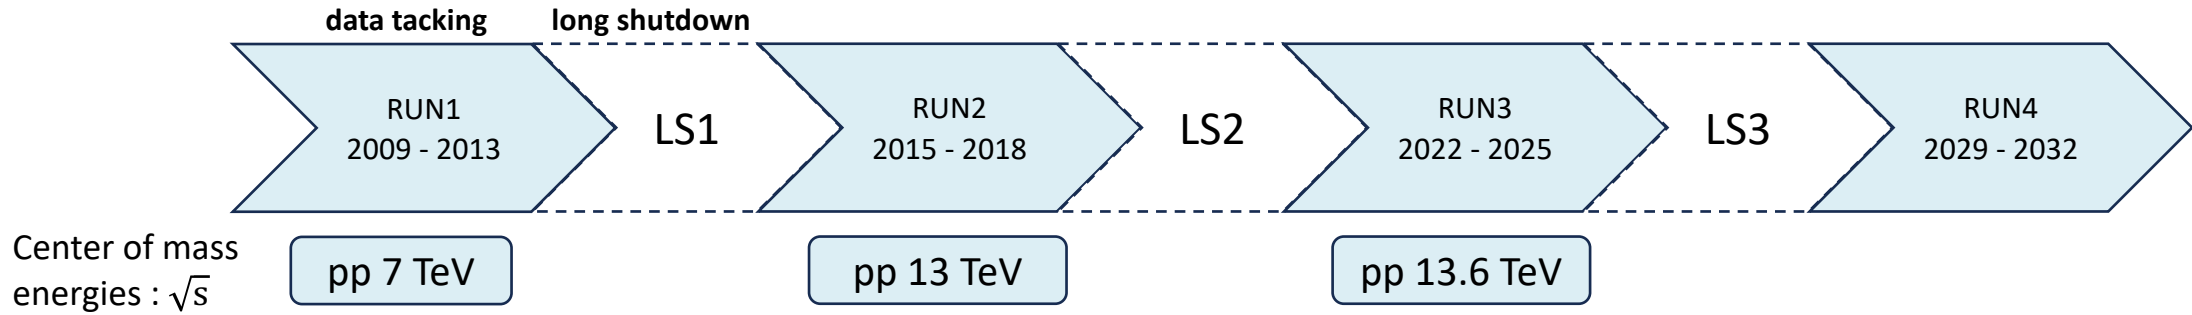 data tacking
long shutdown
RUN1
2009 - 2013
LS1
RUN2
2015 - 2018
LS2
RUN3
2022 - 2025
LS3
RUN4
2029 - 2032
Center of mass
energies : √s
pp 7 TeV
pp 13 TeV
pp 13.6 TeV